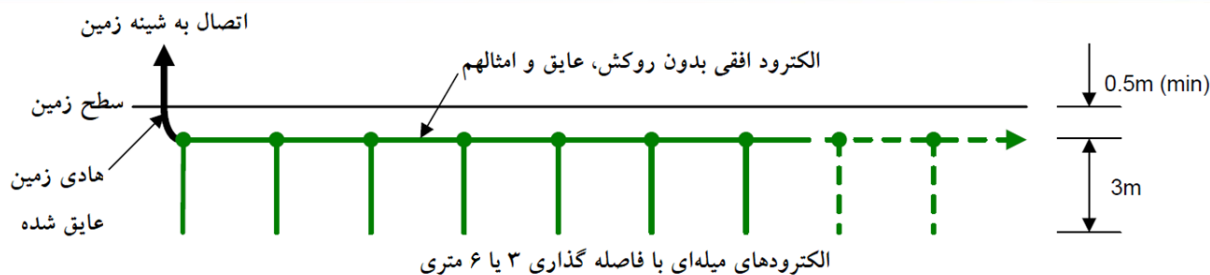 اتصال به شینه زمین
الکترود افقی بدون روکش، عایق و امثالهم
0.5m (min)
سطح زمین
هادی زمین
عایق شده
3m
الکترودهای میله‌ای با فاصله گذاری ۳ یا ۶ متری